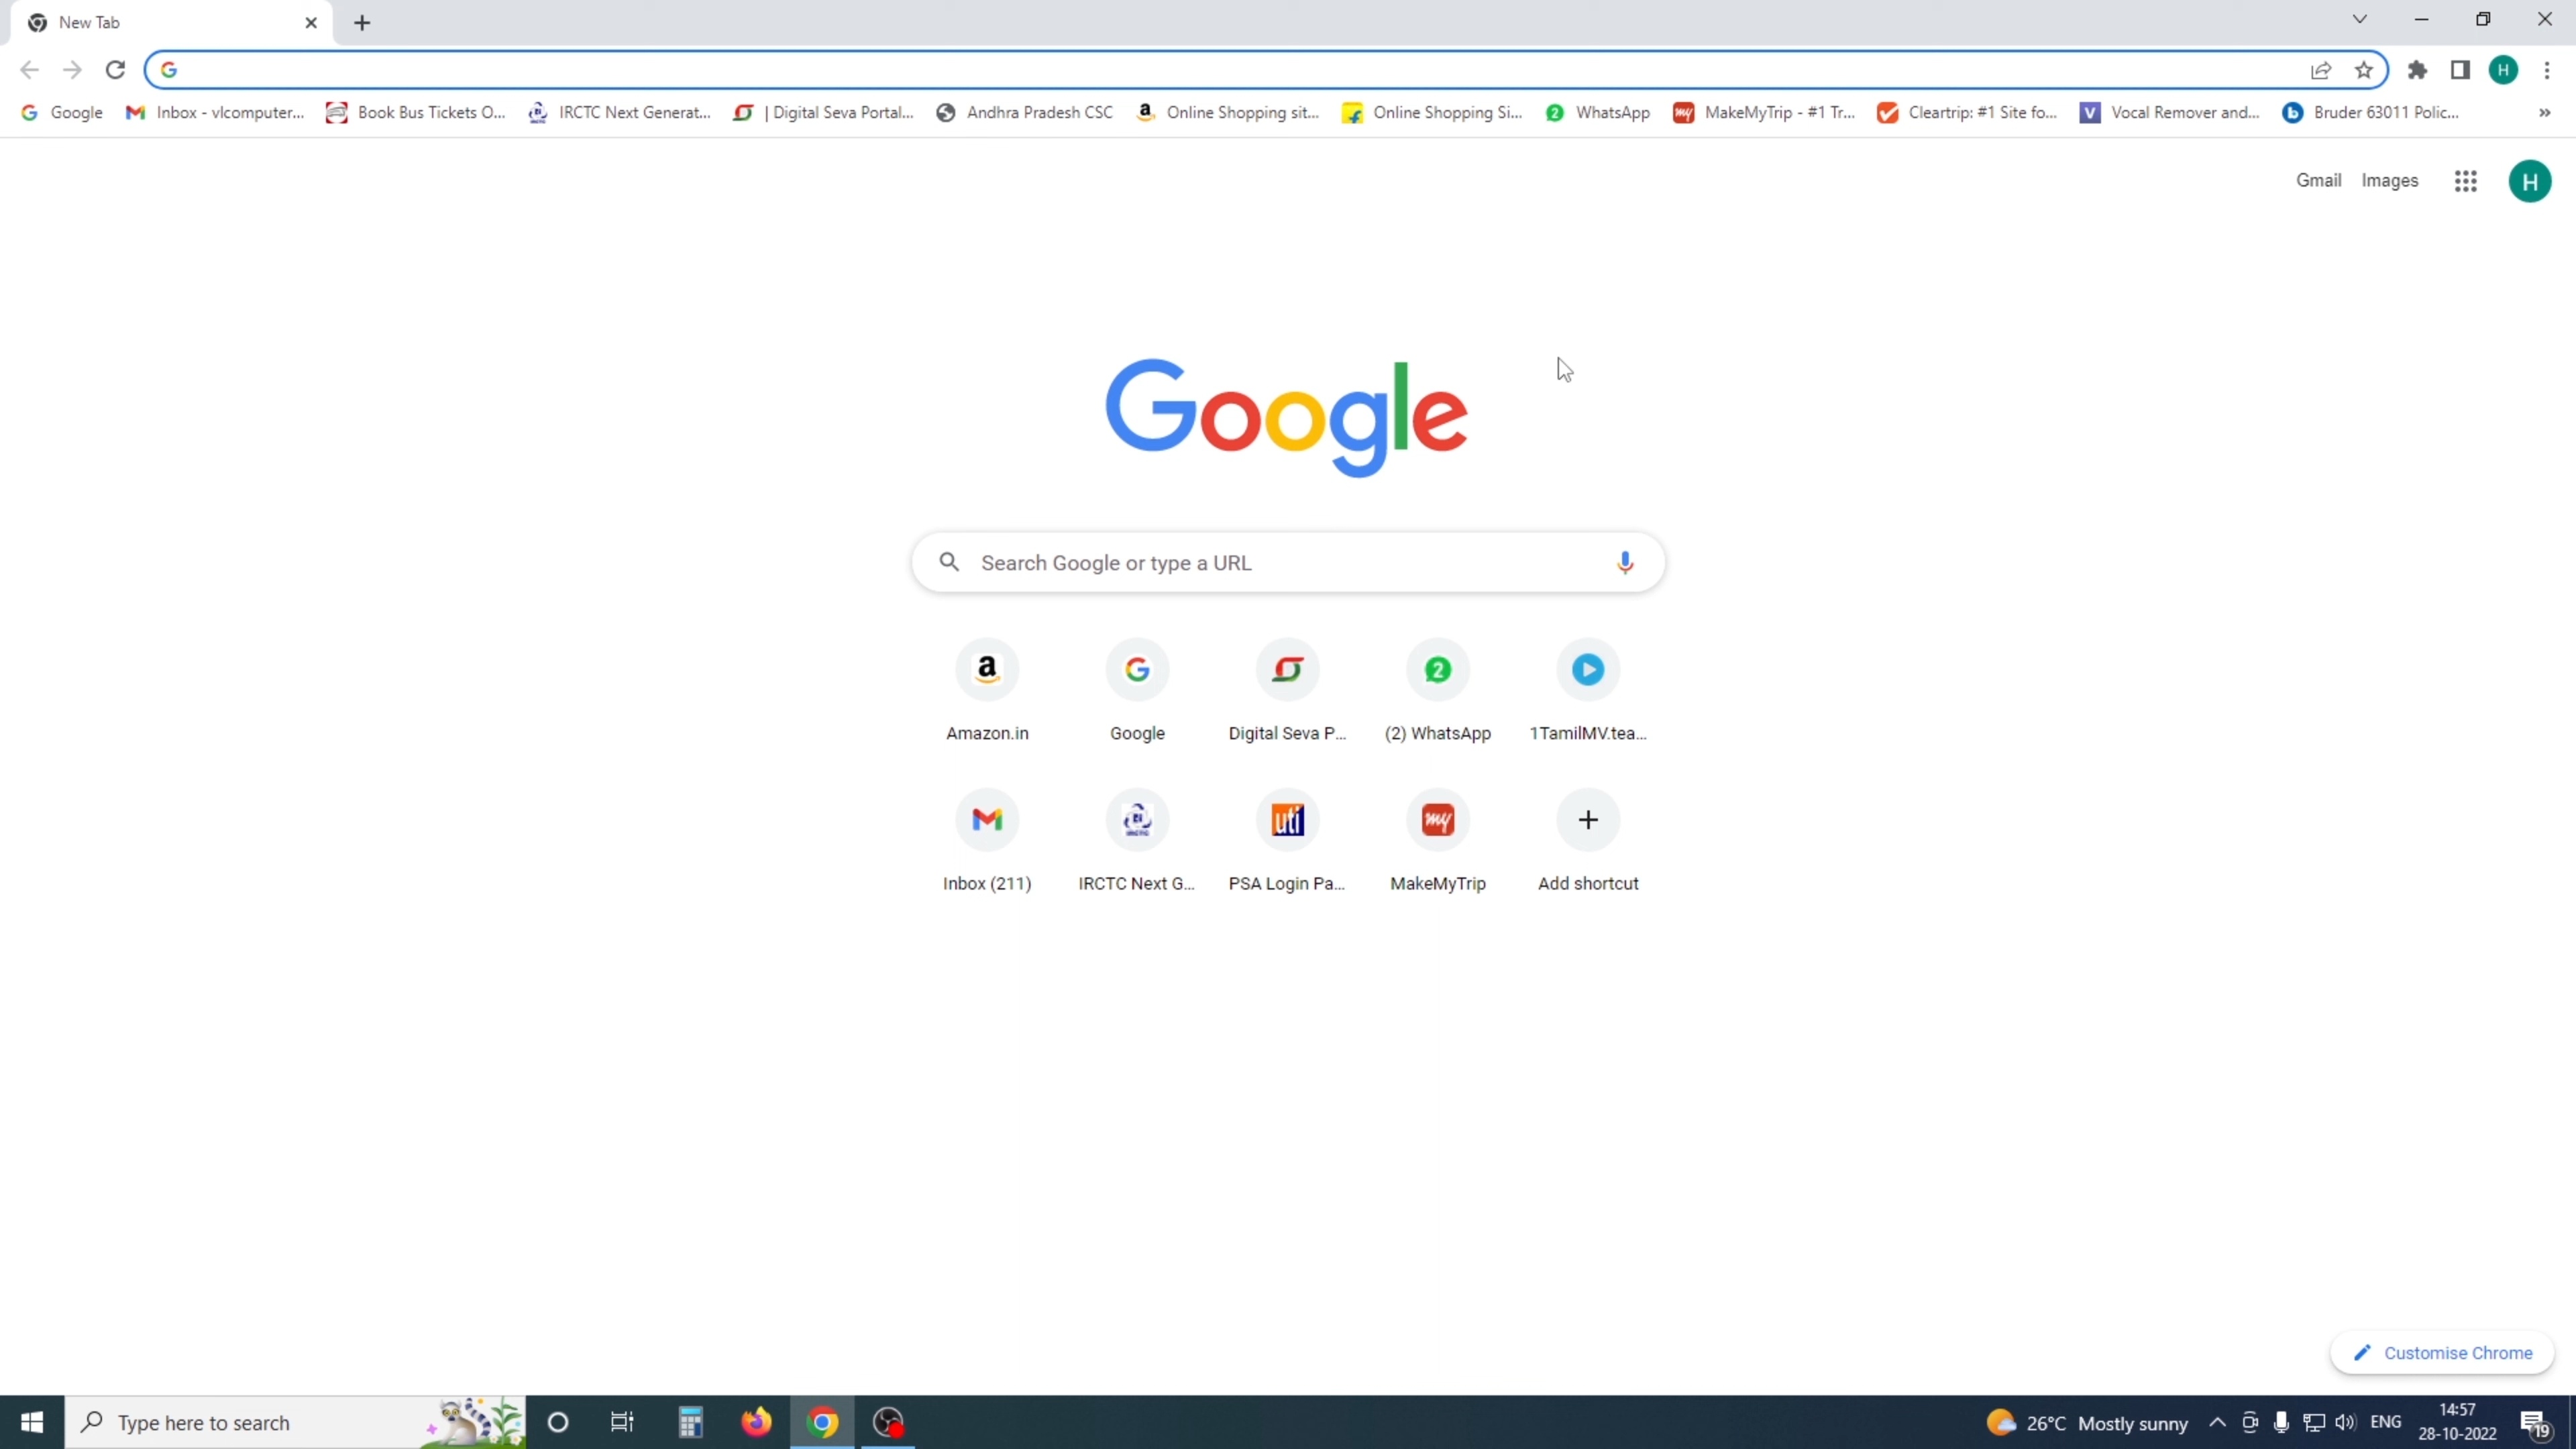 New Tab
Google
Inbox - vlcomputer...
Book Bus Tickets O...
IRCTC Next Generat...
| Digital Seva Portal...
Andhra Pradesh CSC
Online Shopping sit...
Online Shopping Si...
WhatsApp
MakeMyTrip - #1 Tr...
Cleartrip: #1 Site fo...
Vocal Remover and...
Bruder 63011 Polic...
H
Gmail Images
H
Google
Search Google or type a URL
Amazon.in
Google
Digital Seva P...
(2) WhatsApp
1TamilMV.tea...
uti
my
Inbox (211)
IRCTC Next G...
PSA Login Pa...
MakeMyTrip
Add shortcut
Customise Chrome
Type here to search
26°C Mostly sunny
ENG
14:57
28-10-2022
19